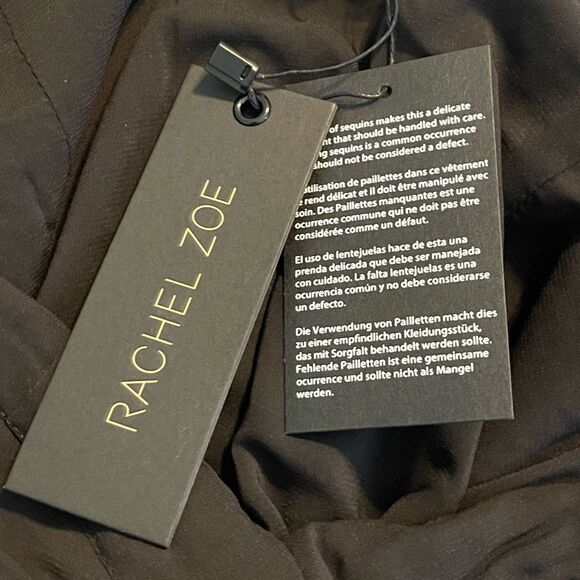 RACHEL ZOE
of sequins makes this a delicate
that should be handled with care.
sequins is a common occurrence
should not be considered a defect.
utilisation de paillettes dans ce vêtement
rend délicat et il doit être manipulé avec
soin. Des Paillettes manquantes est une
ocurrence commune qui ne doit pas être
considérée comme un défaut.
El uso de lentejuelas hace de esta una
prenda delicada que debe ser manejada
con cuidado. La falta lentejuelas es una
ocurrencia común y no debe considerarse
un defecto.
Die Verwendung von Pailletten macht dies
zu einer empfindlichen Kleidungsstück,
das mit Sorgfalt behandelt werden sollte.
Fehlende Pailletten ist eine gemeinsame
ocurrence und sollte nicht als Mangel
werden.